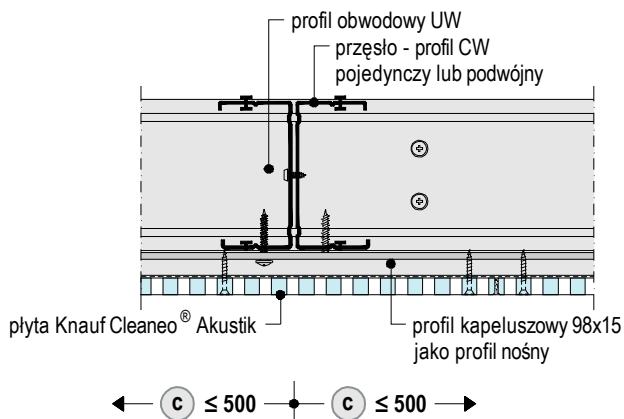 profil obwodowy UW
przęsło - profil CW
pojedynczy lub podwójny
płyta Knauf Cleaneo® Akustik
profil kapeluszowy 98x15
jako profil nośny
c ≤ 500 c ≤ 500